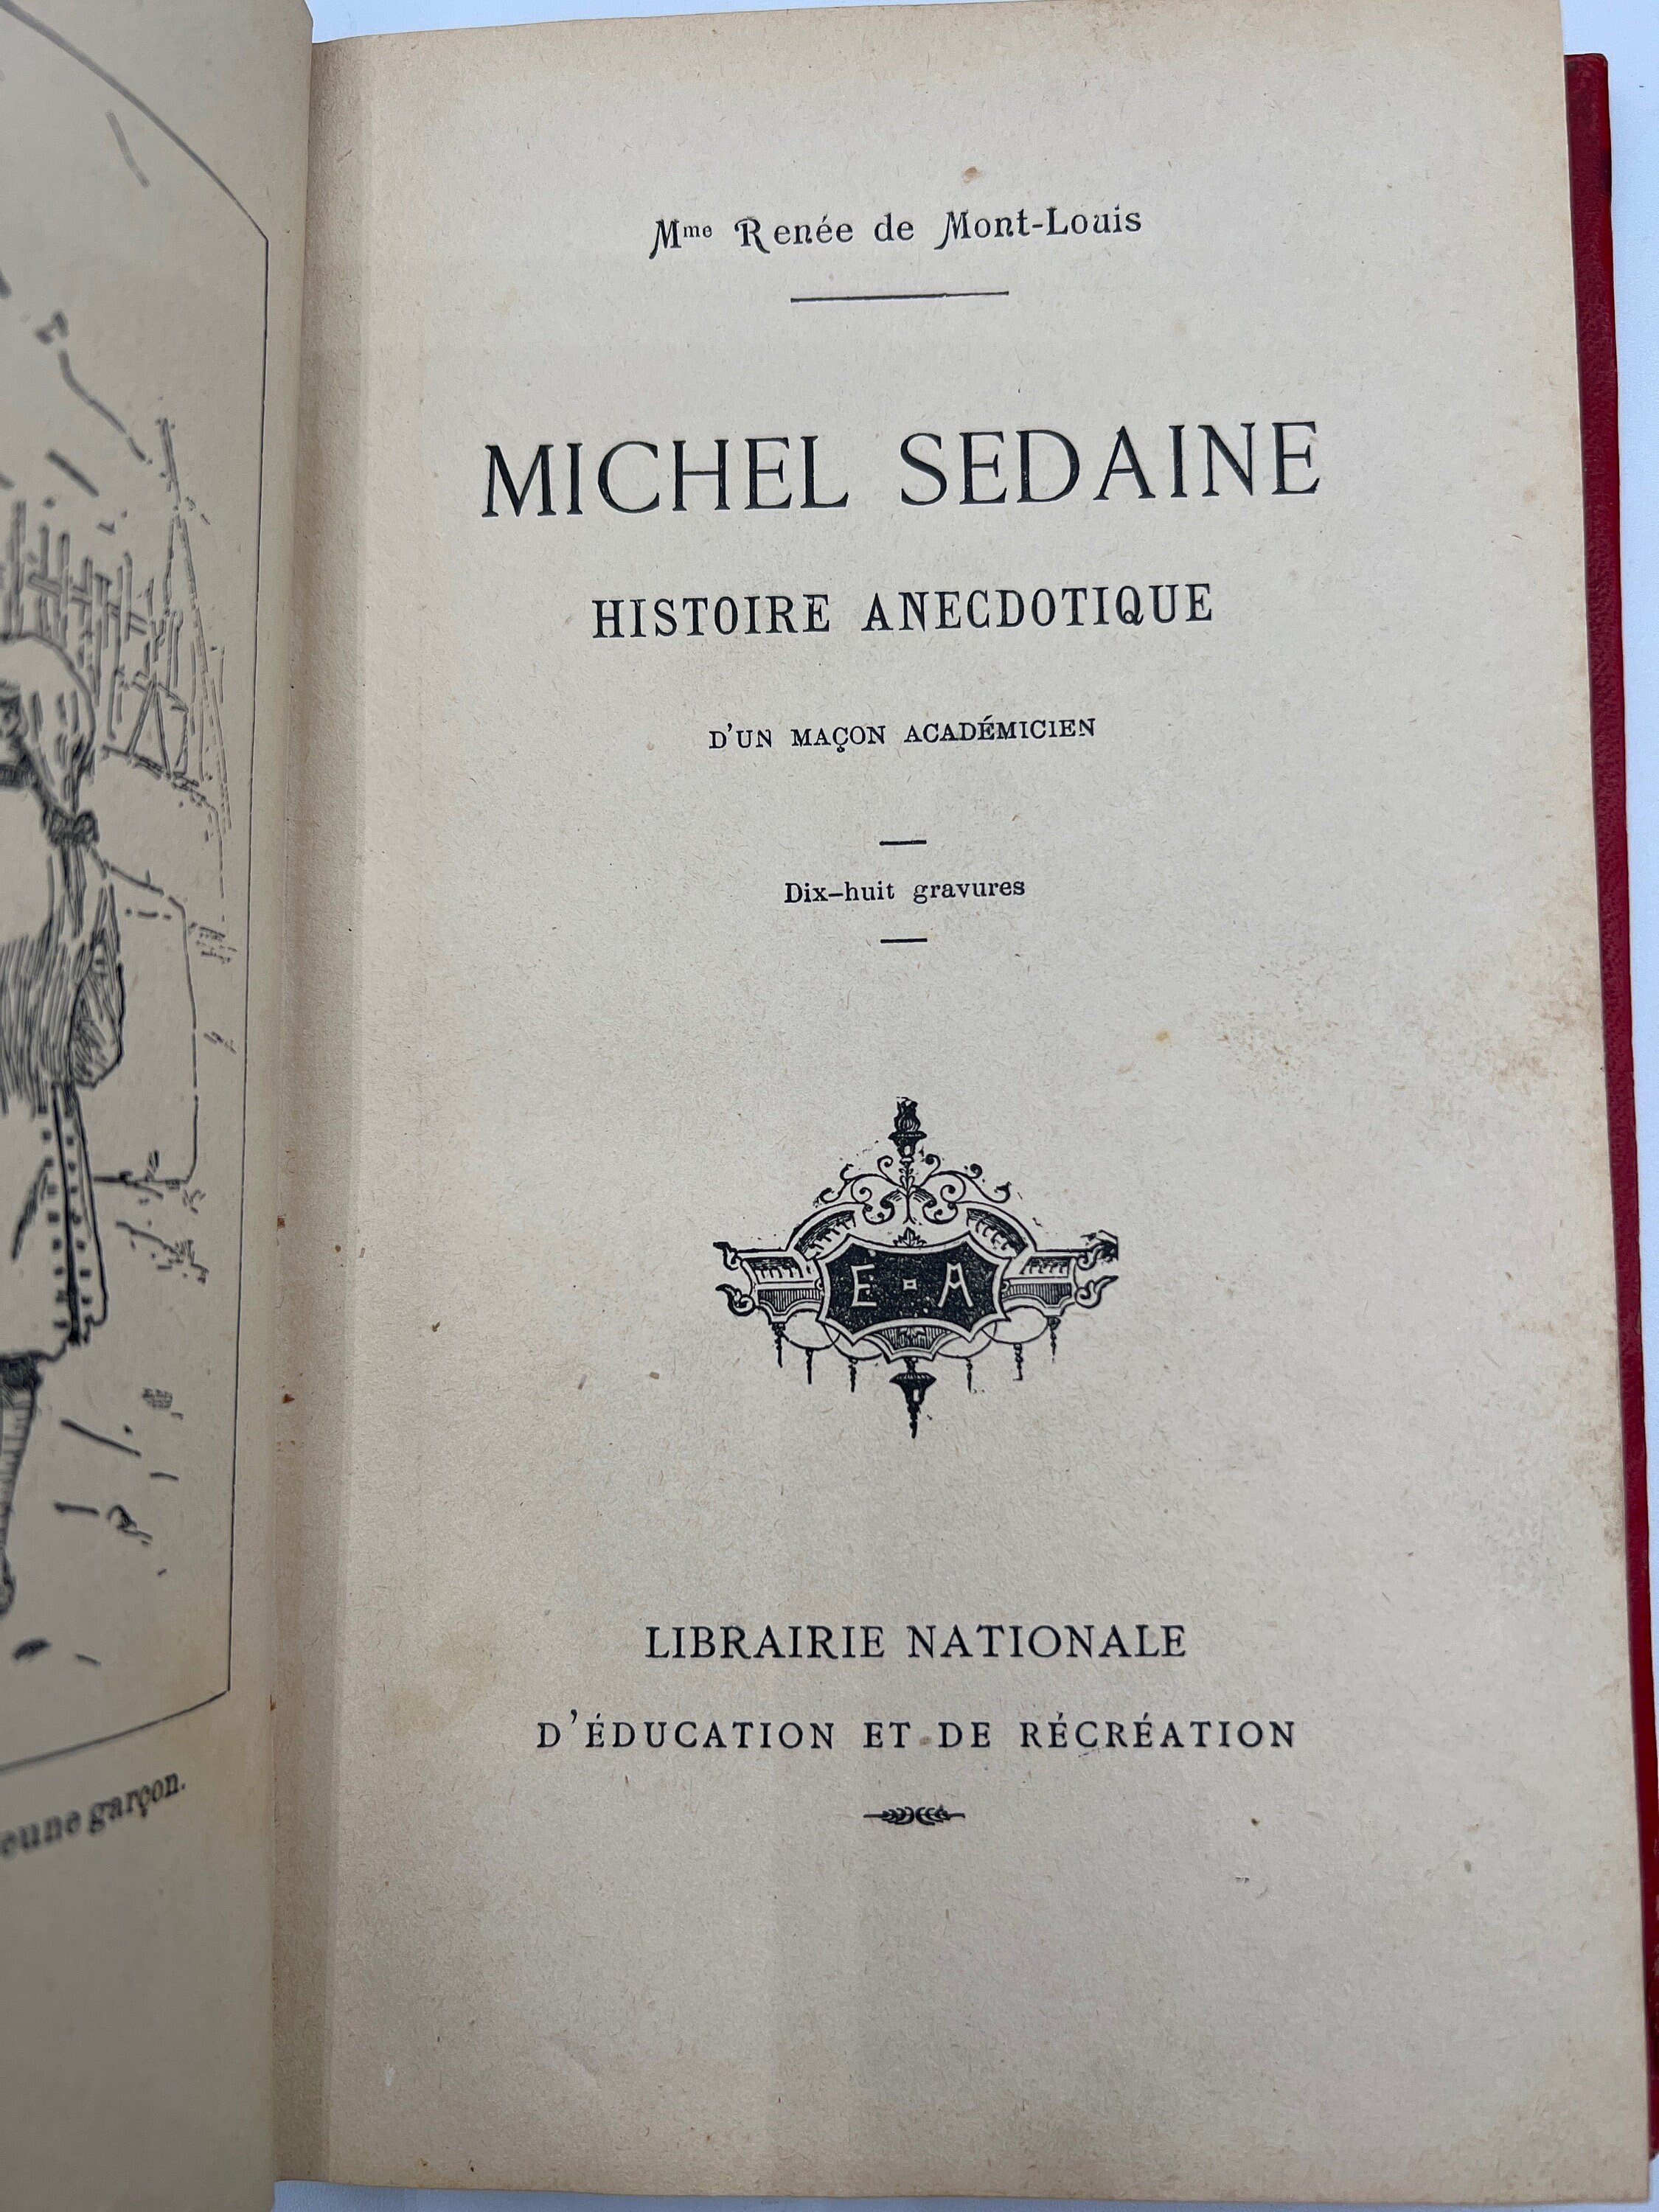 Mme Renée de Mont-Louis
MICHEL SEDAINE
HISTOIRE ANECDOTIQUE
D'UN MAÇON ACADÉMICIEN
Dix-huit gravures
E - A
LIBRAIRIE NATIONALE
D'ÉDUCATION ET DE RÉCRÉATION
garçon.